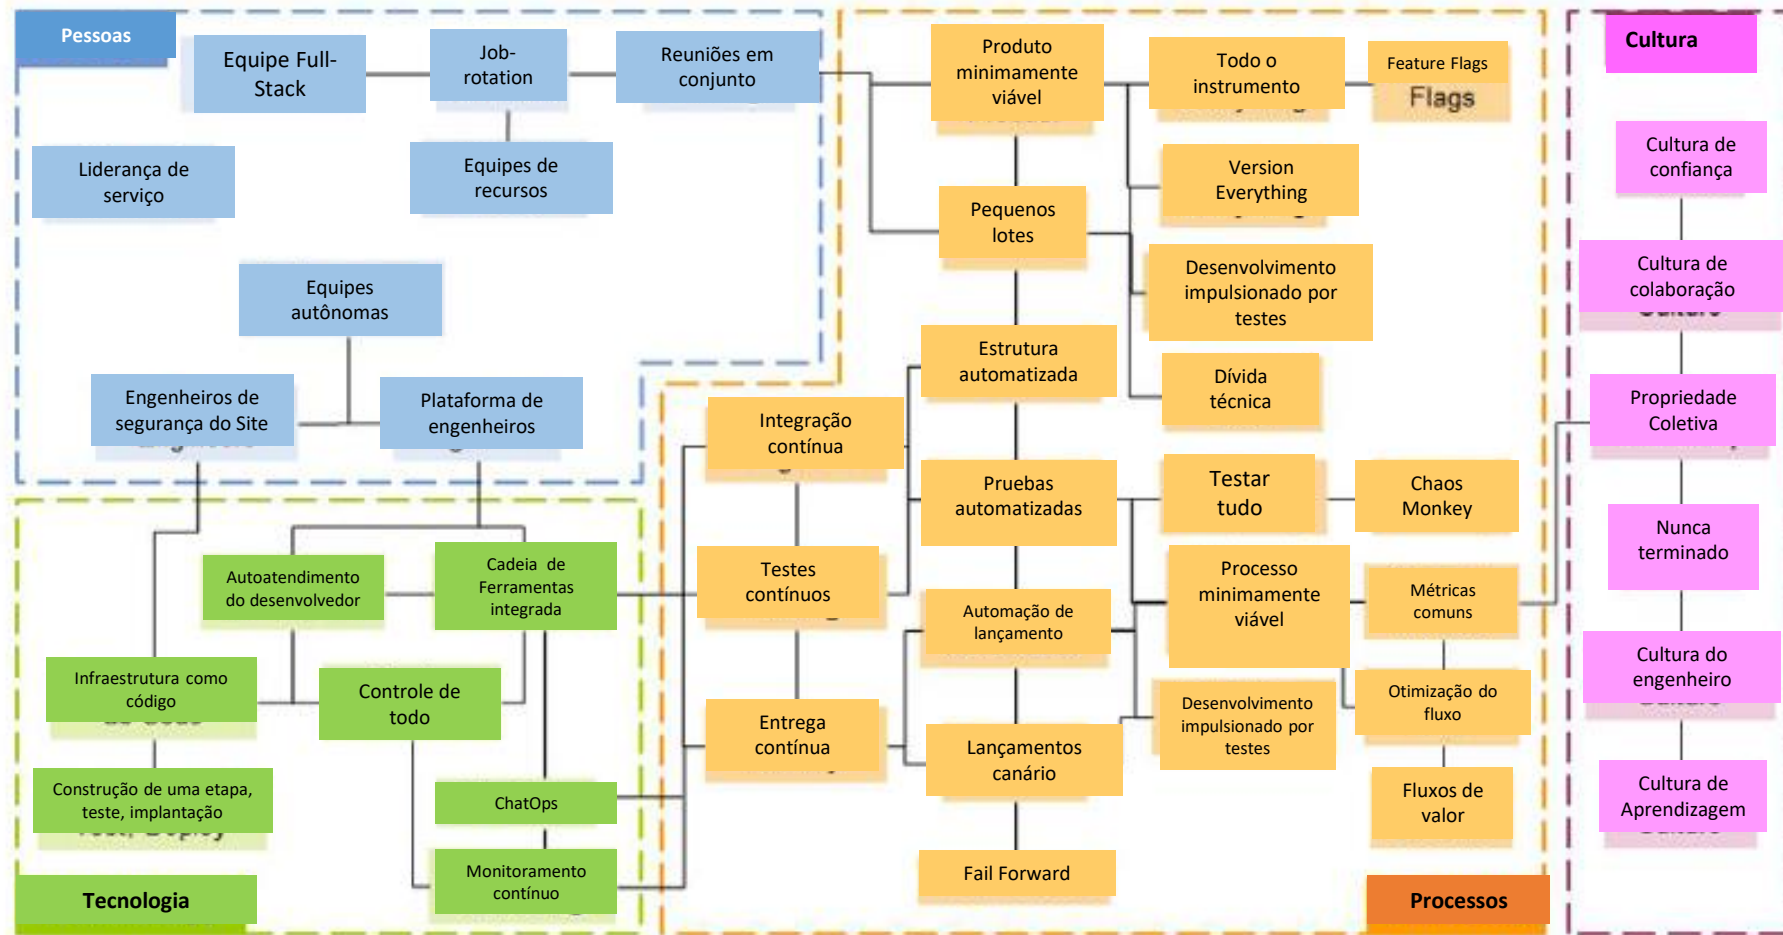 Pessoas
Equipe Full-
Stack
Job-
rotation
Reuniões em
conjunto
Liderança de
serviço
Equipes de
recursos
Equipes
autônomas
Engenheiros de
segurança do Site
Plataforma de
engenheiros
Autoatendimento
do desenvolvedor
Cadeia de
Ferramentas
integrada
Infraestrutura como
código
Controle de
todo
Construção de uma etapa,
teste, implantação
ChatOps
Monitoramento
contínuo
Tecnologia
Produto
minimamente
viável
Todo o
instrumento
Feature Flags
Flags
Version
Everything
Pequenos
lotes
Desenvolvimento
impulsionado por
testes
Estrutura
automatizada
Dívida
técnica
Integração
contínua
Pruebas
automatizadas
Testar
tudo
Chaos
Monkey
Testes
contínuos
Automação de
lançamento
Processo
minimamente
viável
Métricas
comuns
Entrega
contínua
Lançamentos
canário
Desenvolvimento
impulsionado por
testes
Otimização do
fluxo
Fluxos de
valor
Fail Forward
Processos
Cultura
Cultura de
confiança
Cultura de
colaboração
Propriedade
Coletiva
Nunca
terminado
Cultura do
engenheiro
Cultura de
Aprendizagem